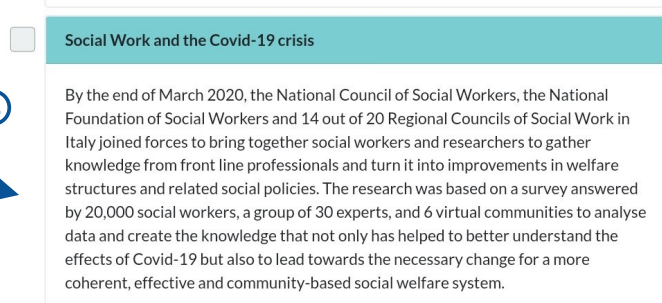 Social Work and the Covid-19 crisis
By the end of March 2020, the National Council of Social Workers, the National
Foundation of Social Workers and 14 out of 20 Regional Councils of Social Work in
Italy joined forces to bring together social workers and researchers to gather
knowledge from front line professionals and turn it into improvements in welfare
structures and related social policies. The research was based on a survey answered
by 20,000 social workers, a group of 30 experts, and 6 virtual communities to analyse
data and create the knowledge that not only has helped to better understand the
effects of Covid-19 but also to lead towards the necessary change for a more
coherent, effective and community-based social welfare system.